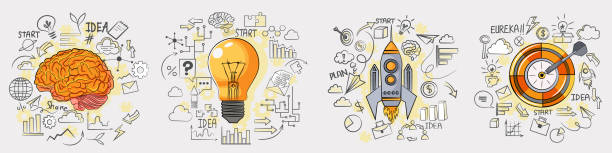 IDEA
#
START
Share
START
%
?
IDEA
START
PLAN
$
IDEA
EUREKA!!
$
IDEA
START